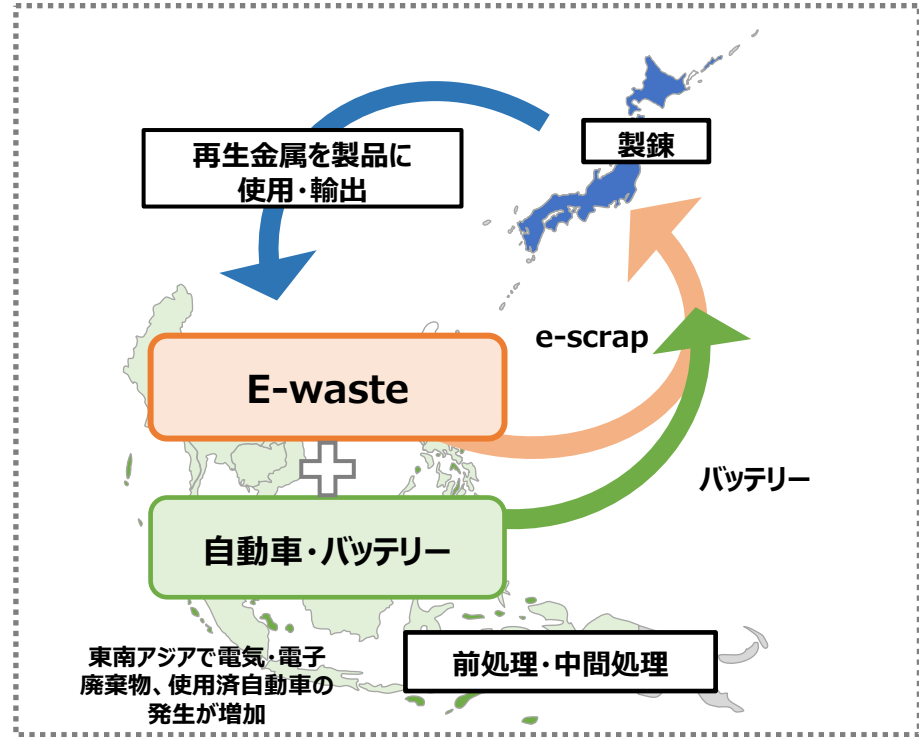 再生金属を製品に
使用・輸出
製錬
e-scrap
E-waste
バッテリー
自動車・バッテリー
東南アジアで電気・電子
廃棄物、使用済自動車の
発生が増加
前処理・中間処理